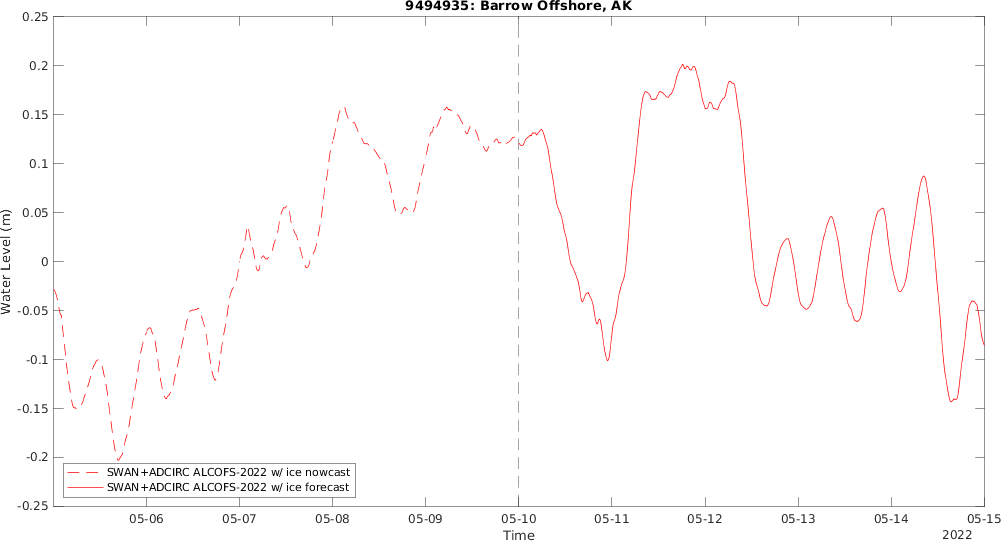 9494935: Barrow Offshore, AK
0.25
0.2
0.15
0.1
0.05
0
-0.05
-0.1
-0.15
-0.2
-0.25
Water Level (m)
SWAN+ADCIRC ALCOFS-2022 w/ ice nowcast
SWAN+ADCIRC ALCOFS-2022 w/ ice forecast
05-06 05-07 05-08 05-09 05-10 05-11 05-12 05-13 05-14 05-15
Time
2022